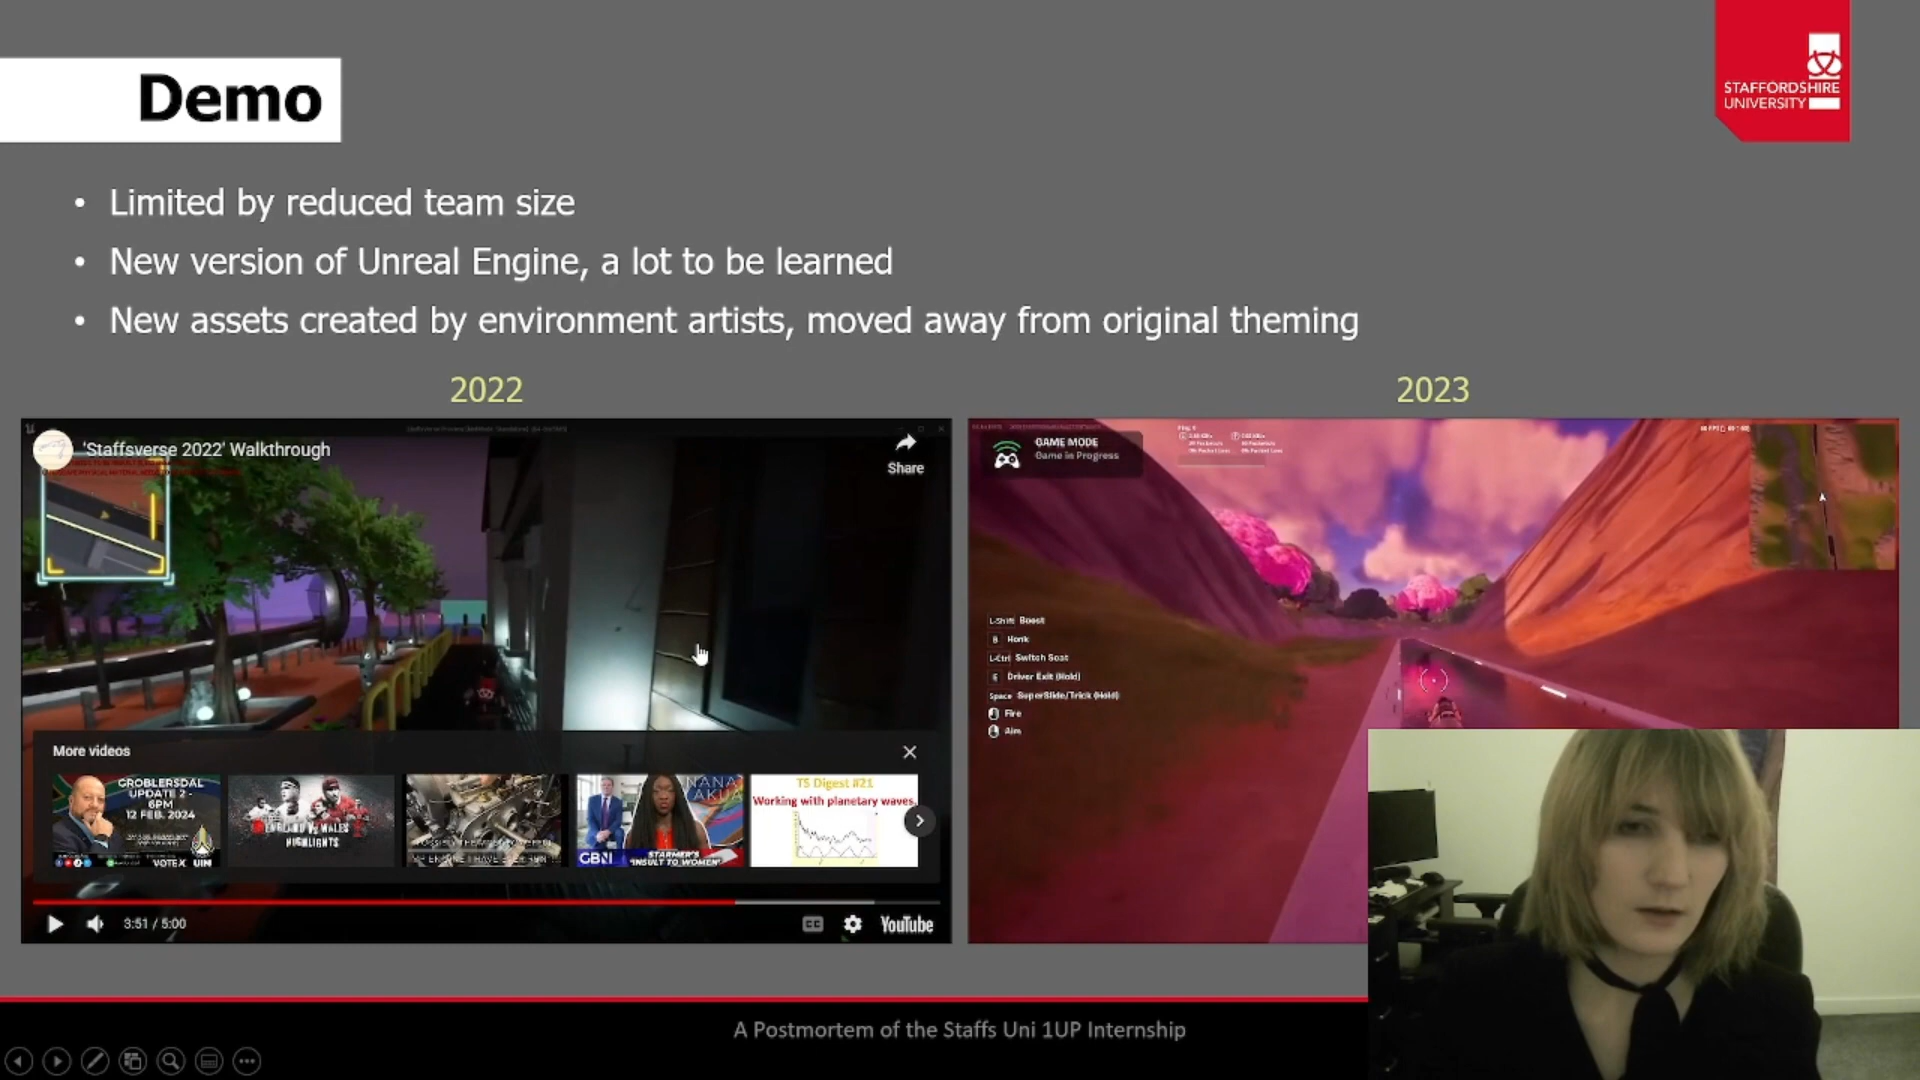 Demo
STAFFORDSHIRE
UNIVERSITY
• Limited by reduced team size
• New version of Unreal Engine, a lot to be learned
• New assets created by environment artists, moved away from original theming
2022
2023
'Staffsverse 2022' Walkthrough
Share
More videos
GROBLERSDAL
UPDATE 2 -
6PM
12 FEB. 2024
VOTE X UIM
ENGLAND V WALES
HIGHLIGHTS
NANA
AKUA
GBN
STARMER'S
'INSULT TO WOMEN'
TS Digest #21
Working with planetary waves
3:51 / 5:00
CC
YouTube
GAME MODE
Game in Progress
L-Shift Boost
B Honk
L-Ctrl Switch Seat
E Driver Exit (Hold)
Space SuperSlide/Trick (Hold)
Fire
Aim
A Postmortem of the Staffs Uni 1UP Internship